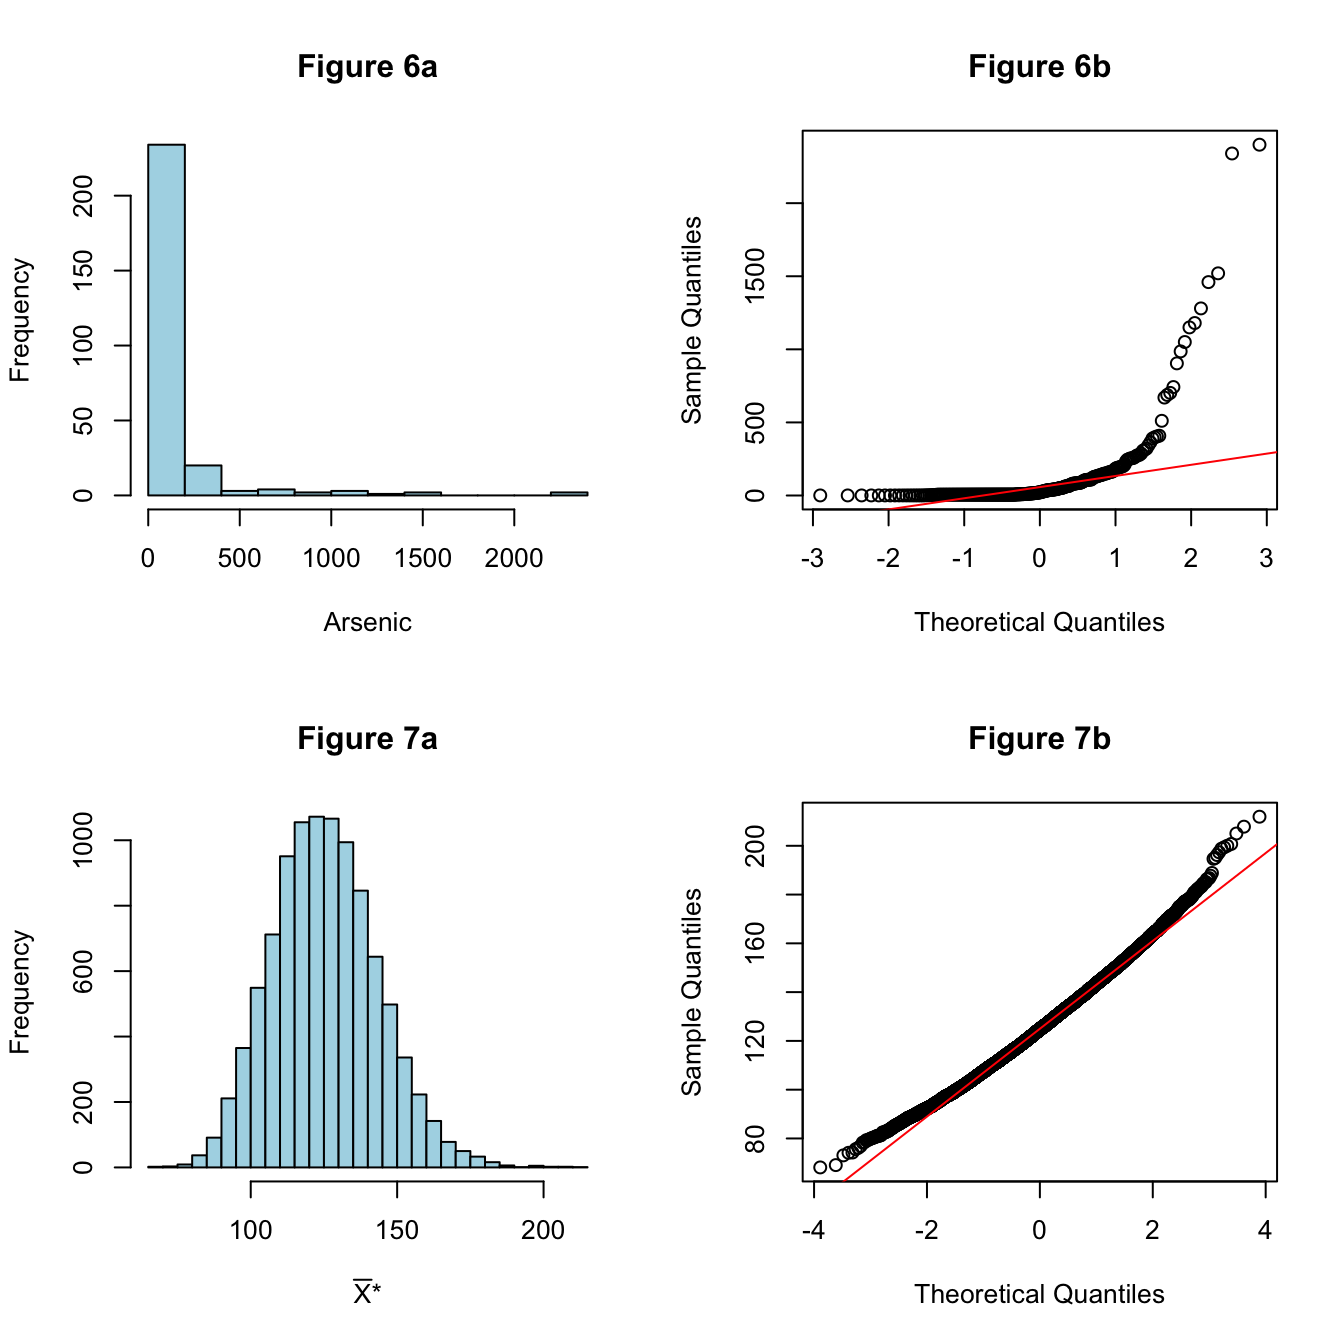 Figure 6a
Frequency
0 50 100 150 200
0 500 1000 1500 2000
Arsenic
Figure 6b
Sample Quantiles
0 500 1500
-3 -2 -1 0 1 2 3
Theoretical Quantiles
Figure 7a
Frequency
0 200 600 1000
100 150 200
X̅*
Figure 7b
Sample Quantiles
80 120 160 200
-4 -2 0 2 4
Theoretical Quantiles